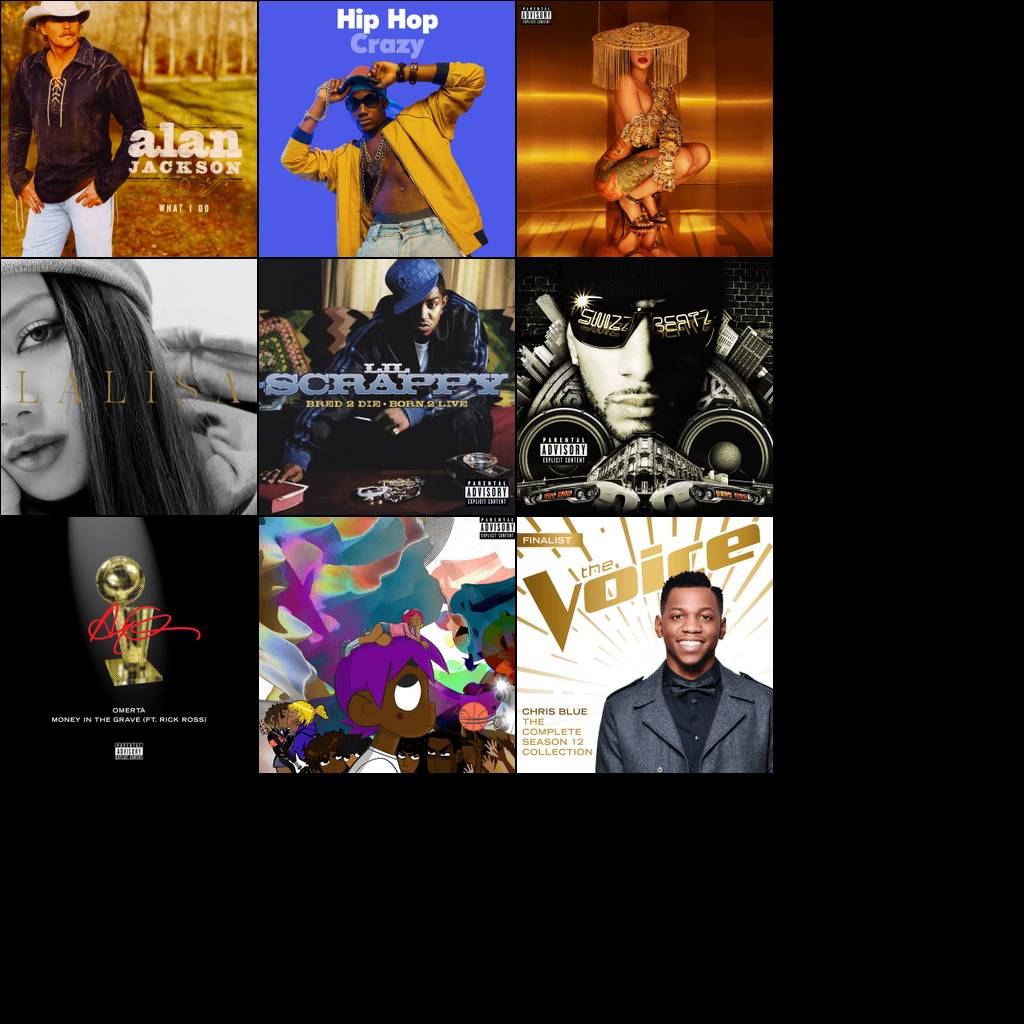 alan
JACKSON
WHAT I DO
Hip Hop
Crazy
PARENTAL
ADVISORY
EXPLICIT CONTENT
MONEY
LALISA
LIL
SCRAPPY
BRED 2 DIE • BORN 2 LIVE
PARENTAL
ADVISORY
EXPLICIT CONTENT
SWIZZ BEATZ
PARENTAL
ADVISORY
EXPLICIT CONTENT
OMERTÀ
MONEY IN THE GRAVE (FT. RICK ROSS)
PARENTAL
ADVISORY
EXPLICIT CONTENT
PARENTAL
ADVISORY
EXPLICIT CONTENT
FINALIST
the
Voice
CHRIS BLUE
THE
COMPLETE
SEASON 12
COLLECTION